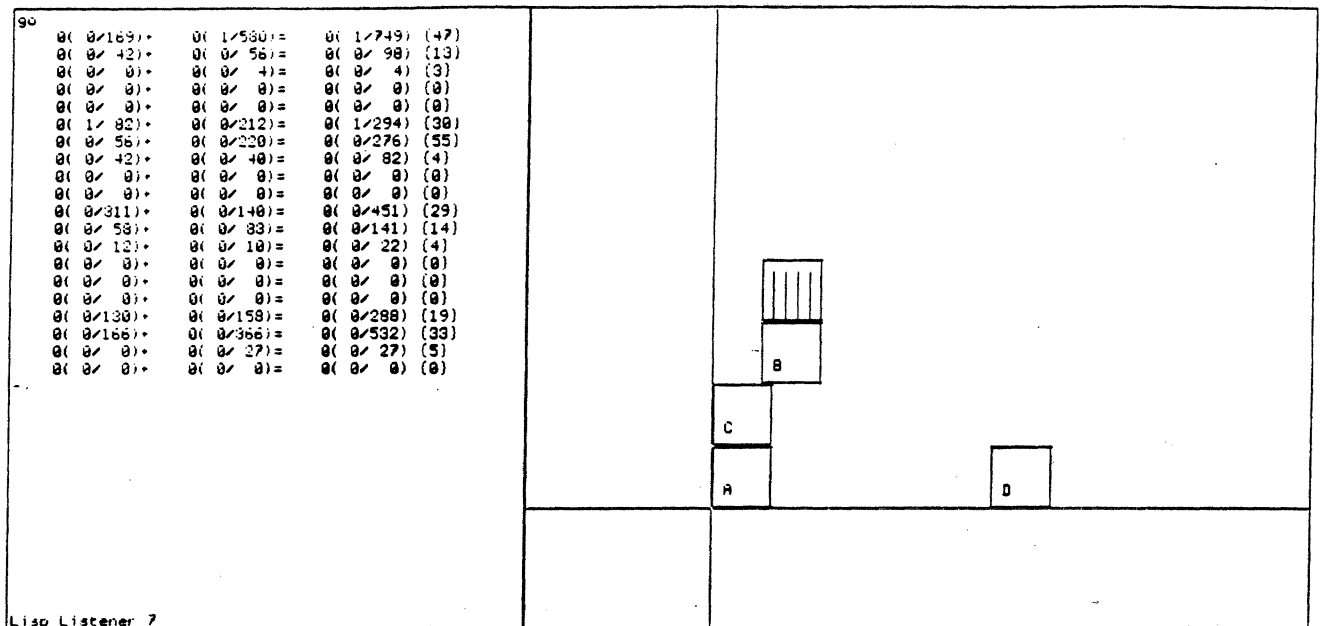 go
0( 0/169)+ 0( 1/580)= 0( 1/749) {47}
0( 0/ 42)+ 0( 0/ 56)= 0( 0/ 98) {13}
0( 0/ 0)+ 0( 0/ 4)= 0( 0/ 4) {3}
0( 0/ 0)+ 0( 0/ 0)= 0( 0/ 0) {0}
0( 0/ 0)+ 0( 0/ 0)= 0( 0/ 0) {0}
0( 1/ 82)+ 0( 0/212)= 0( 1/294) {30}
0( 0/ 56)+ 0( 0/220)= 0( 0/276) {55}
0( 0/ 42)+ 0( 0/ 40)= 0( 0/ 82) {4}
0( 0/ 0)+ 0( 0/ 0)= 0( 0/ 0) {0}
0( 0/ 0)+ 0( 0/ 0)= 0( 0/ 0) {0}
0( 0/311)+ 0( 0/140)= 0( 0/451) {29}
0( 0/ 58)+ 0( 0/ 83)= 0( 0/141) {14}
0( 0/ 12)+ 0( 0/ 10)= 0( 0/ 22) {4}
0( 0/ 0)+ 0( 0/ 0)= 0( 0/ 0) {0}
0( 0/ 0)+ 0( 0/ 0)= 0( 0/ 0) {0}
0( 0/ 0)+ 0( 0/ 0)= 0( 0/ 0) {0}
0( 0/130)+ 0( 0/158)= 0( 0/288) {19}
0( 0/166)+ 0( 0/366)= 0( 0/532) {33}
0( 0/ 0)+ 0( 0/ 27)= 0( 0/ 27) {5}
0( 0/ 0)+ 0( 0/ 0)= 0( 0/ 0) {0}
B
C
A
D
Lisp Listener 7